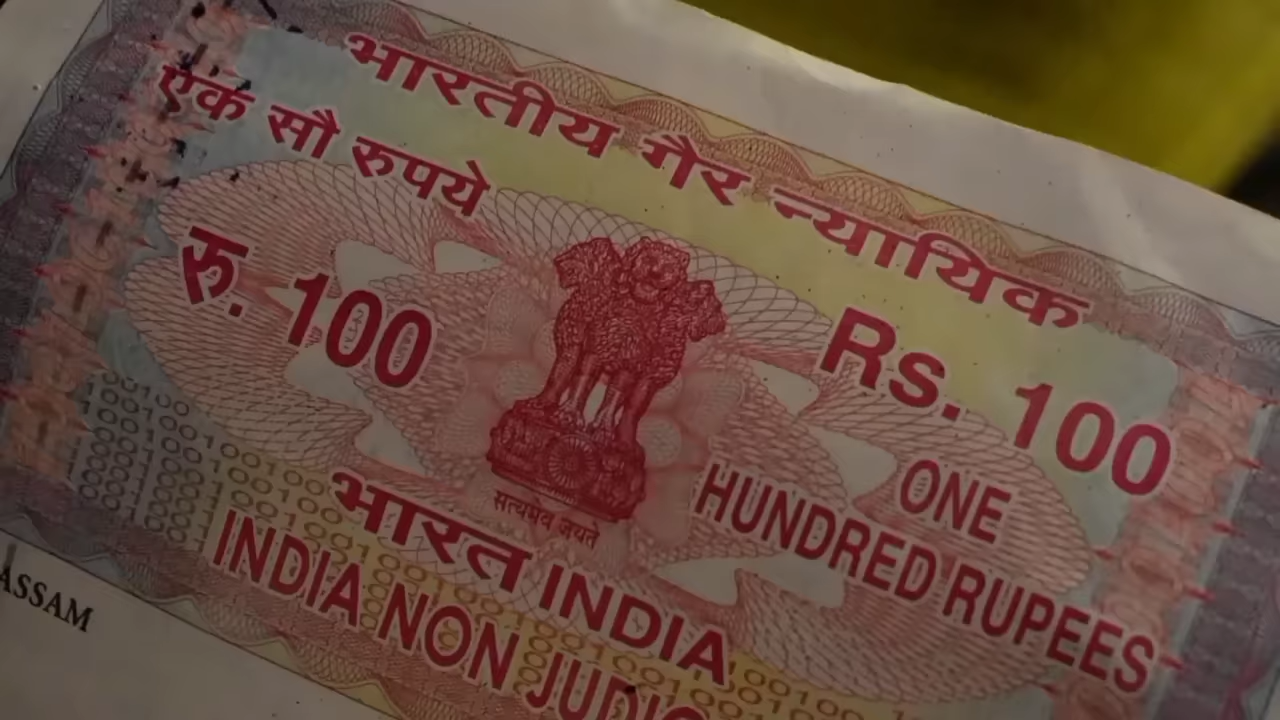 भारतीय गैर न्यायिक
एक सौ रुपये
रु. 100
Rs. 100
ONE
HUNDRED RUPEES
सत्यमेव जयते
भारत INDIA
INDIA NON
ASSAM